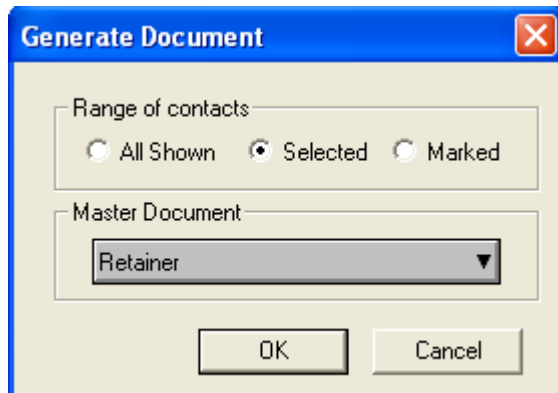 Generate Document
Range of contacts
All Shown Selected Marked
Master Document
Retainer
OK Cancel